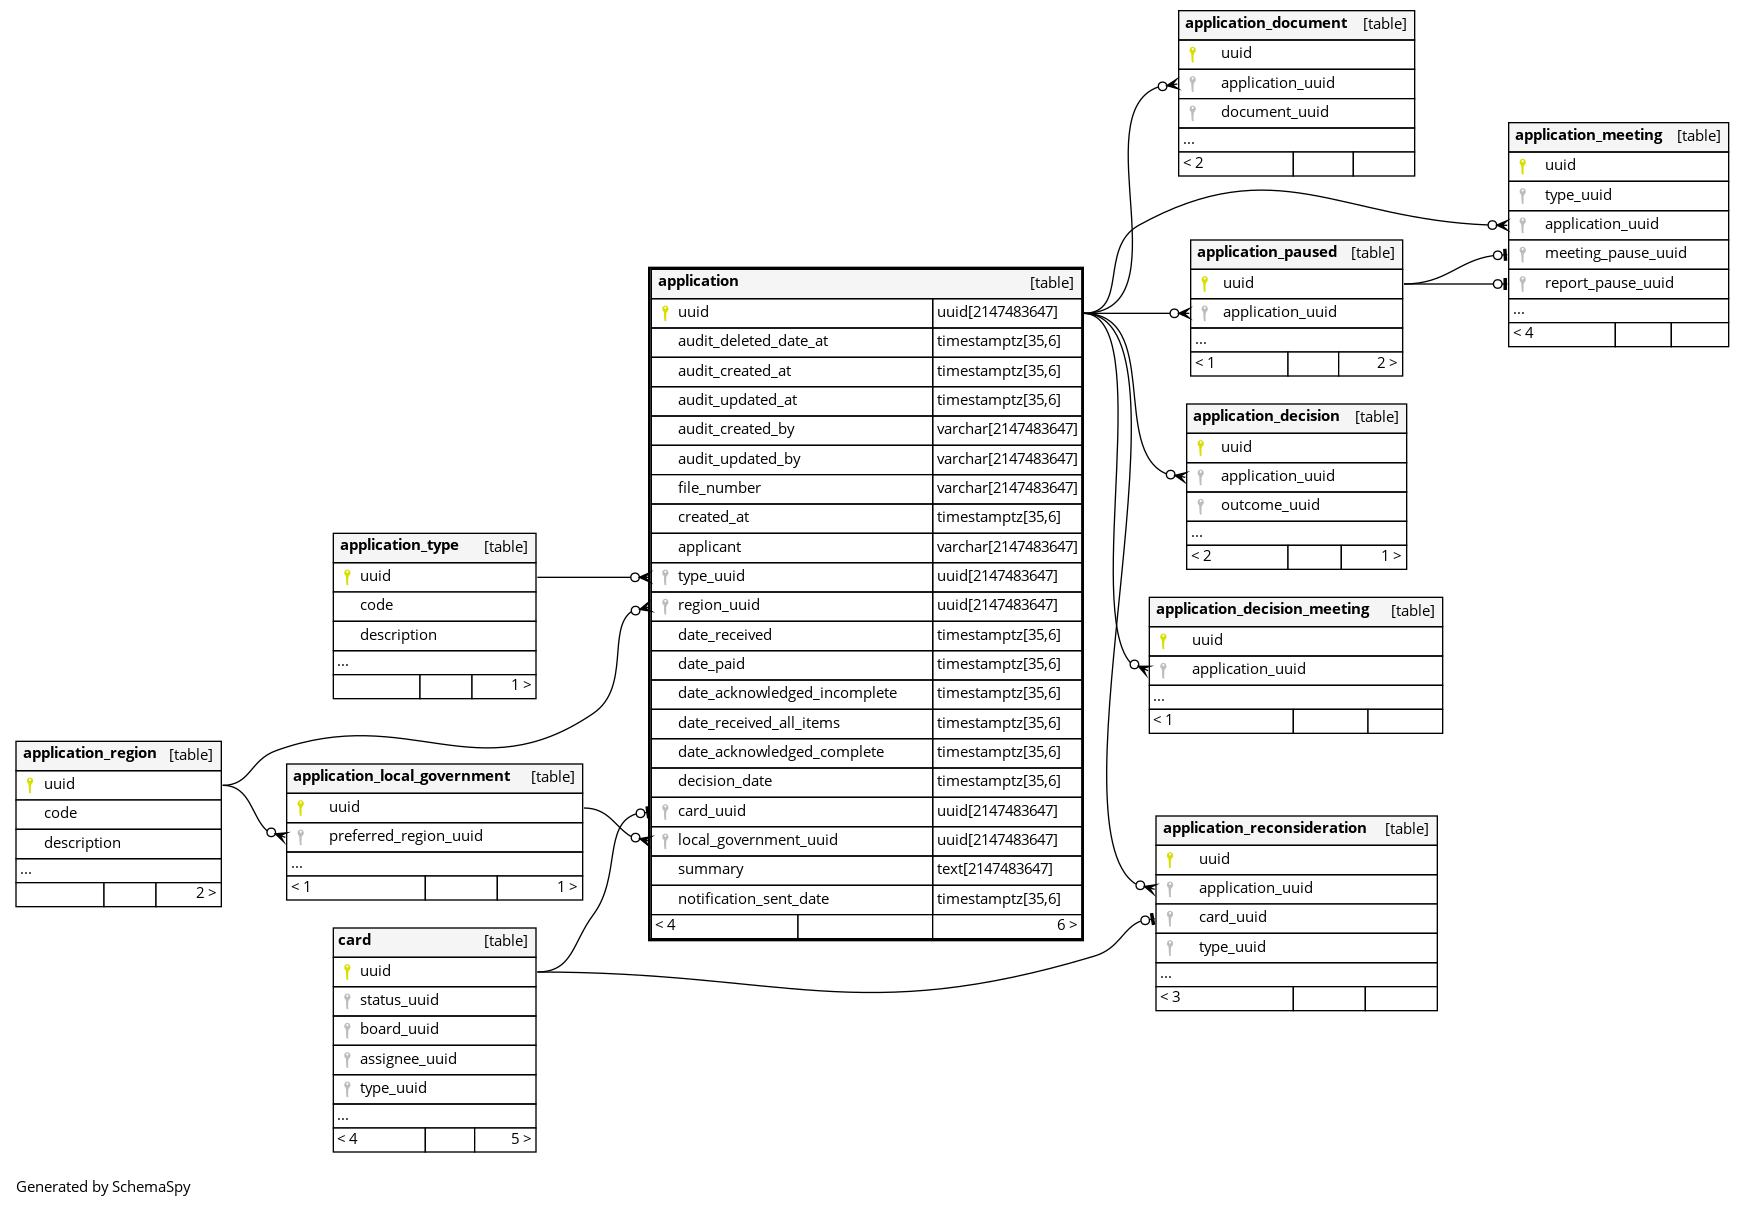 application_document [table]
uuid
application_uuid
document_uuid
...
< 2
application_meeting [table]
uuid
type_uuid
application_uuid
meeting_pause_uuid
report_pause_uuid
...
< 4
application_paused [table]
uuid
application_uuid
...
< 1 2 >
application [table]
uuid uuid[2147483647]
audit_deleted_date_at timestamptz[35,6]
audit_created_at timestamptz[35,6]
audit_updated_at timestamptz[35,6]
audit_created_by varchar[2147483647]
audit_updated_by varchar[2147483647]
file_number varchar[2147483647]
created_at timestamptz[35,6]
applicant varchar[2147483647]
type_uuid uuid[2147483647]
region_uuid uuid[2147483647]
date_received timestamptz[35,6]
date_paid timestamptz[35,6]
date_acknowledged_incomplete timestamptz[35,6]
date_received_all_items timestamptz[35,6]
date_acknowledged_complete timestamptz[35,6]
decision_date timestamptz[35,6]
card_uuid uuid[2147483647]
local_government_uuid uuid[2147483647]
summary text[2147483647]
notification_sent_date timestamptz[35,6]
< 4 6 >
application_decision [table]
uuid
application_uuid
outcome_uuid
...
< 2 1 >
application_type [table]
uuid
code
description
...
1 >
application_decision_meeting [table]
uuid
application_uuid
...
< 1
application_region [table]
uuid
code
description
...
2 >
application_local_government [table]
uuid
preferred_region_uuid
...
< 1 1 >
application_reconsideration [table]
uuid
application_uuid
card_uuid
type_uuid
...
< 3
card [table]
uuid
status_uuid
board_uuid
assignee_uuid
type_uuid
...
< 4 5 >
Generated by SchemaSpy